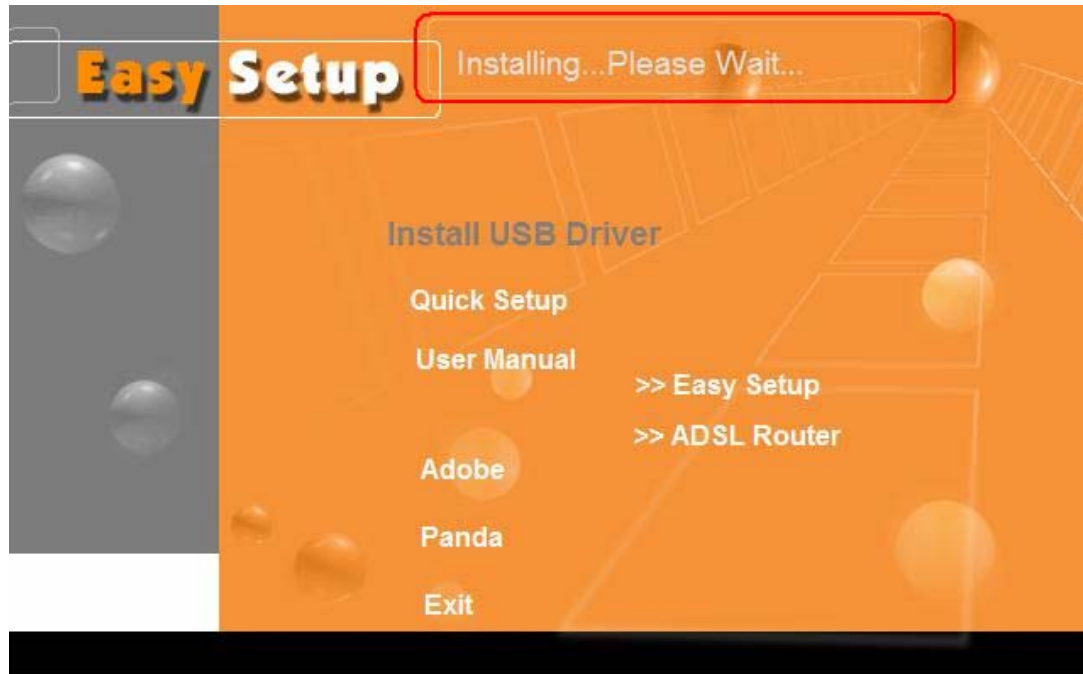 Easy Setup
Installing...Please Wait...
Install USB Driver
Quick Setup
User Manual
>> Easy Setup
>> ADSL Router
Adobe
Panda
Exit